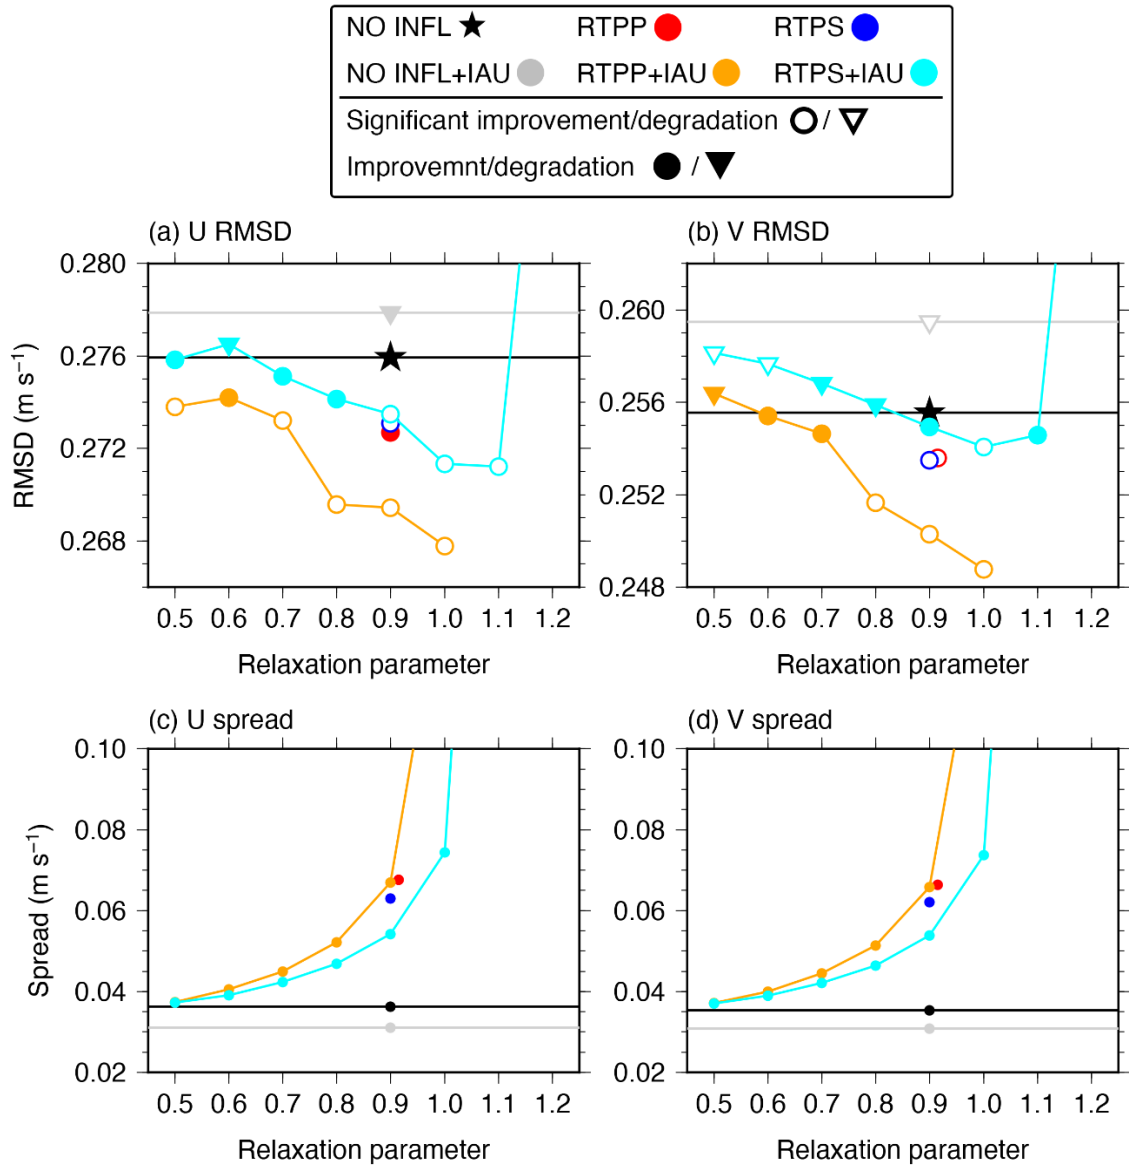 NO INFL RTPP RTPS
NO INFL+IAU RTPP+IAU RTPS+IAU
Significant improvement/degradation /
Improvemnt/degradation /
(a) U RMSD
0.280
0.276
0.272
0.268
RMSD (m s⁻¹)
0.5 0.6 0.7 0.8 0.9 1.0 1.1 1.2
Relaxation parameter
(b) V RMSD
0.260
0.256
0.252
0.248
0.5 0.6 0.7 0.8 0.9 1.0 1.1 1.2
Relaxation parameter
(c) U spread
0.10
0.08
0.06
0.04
0.02
Spread (m s⁻¹)
0.5 0.6 0.7 0.8 0.9 1.0 1.1 1.2
Relaxation parameter
(d) V spread
0.10
0.08
0.06
0.04
0.02
0.5 0.6 0.7 0.8 0.9 1.0 1.1 1.2
Relaxation parameter